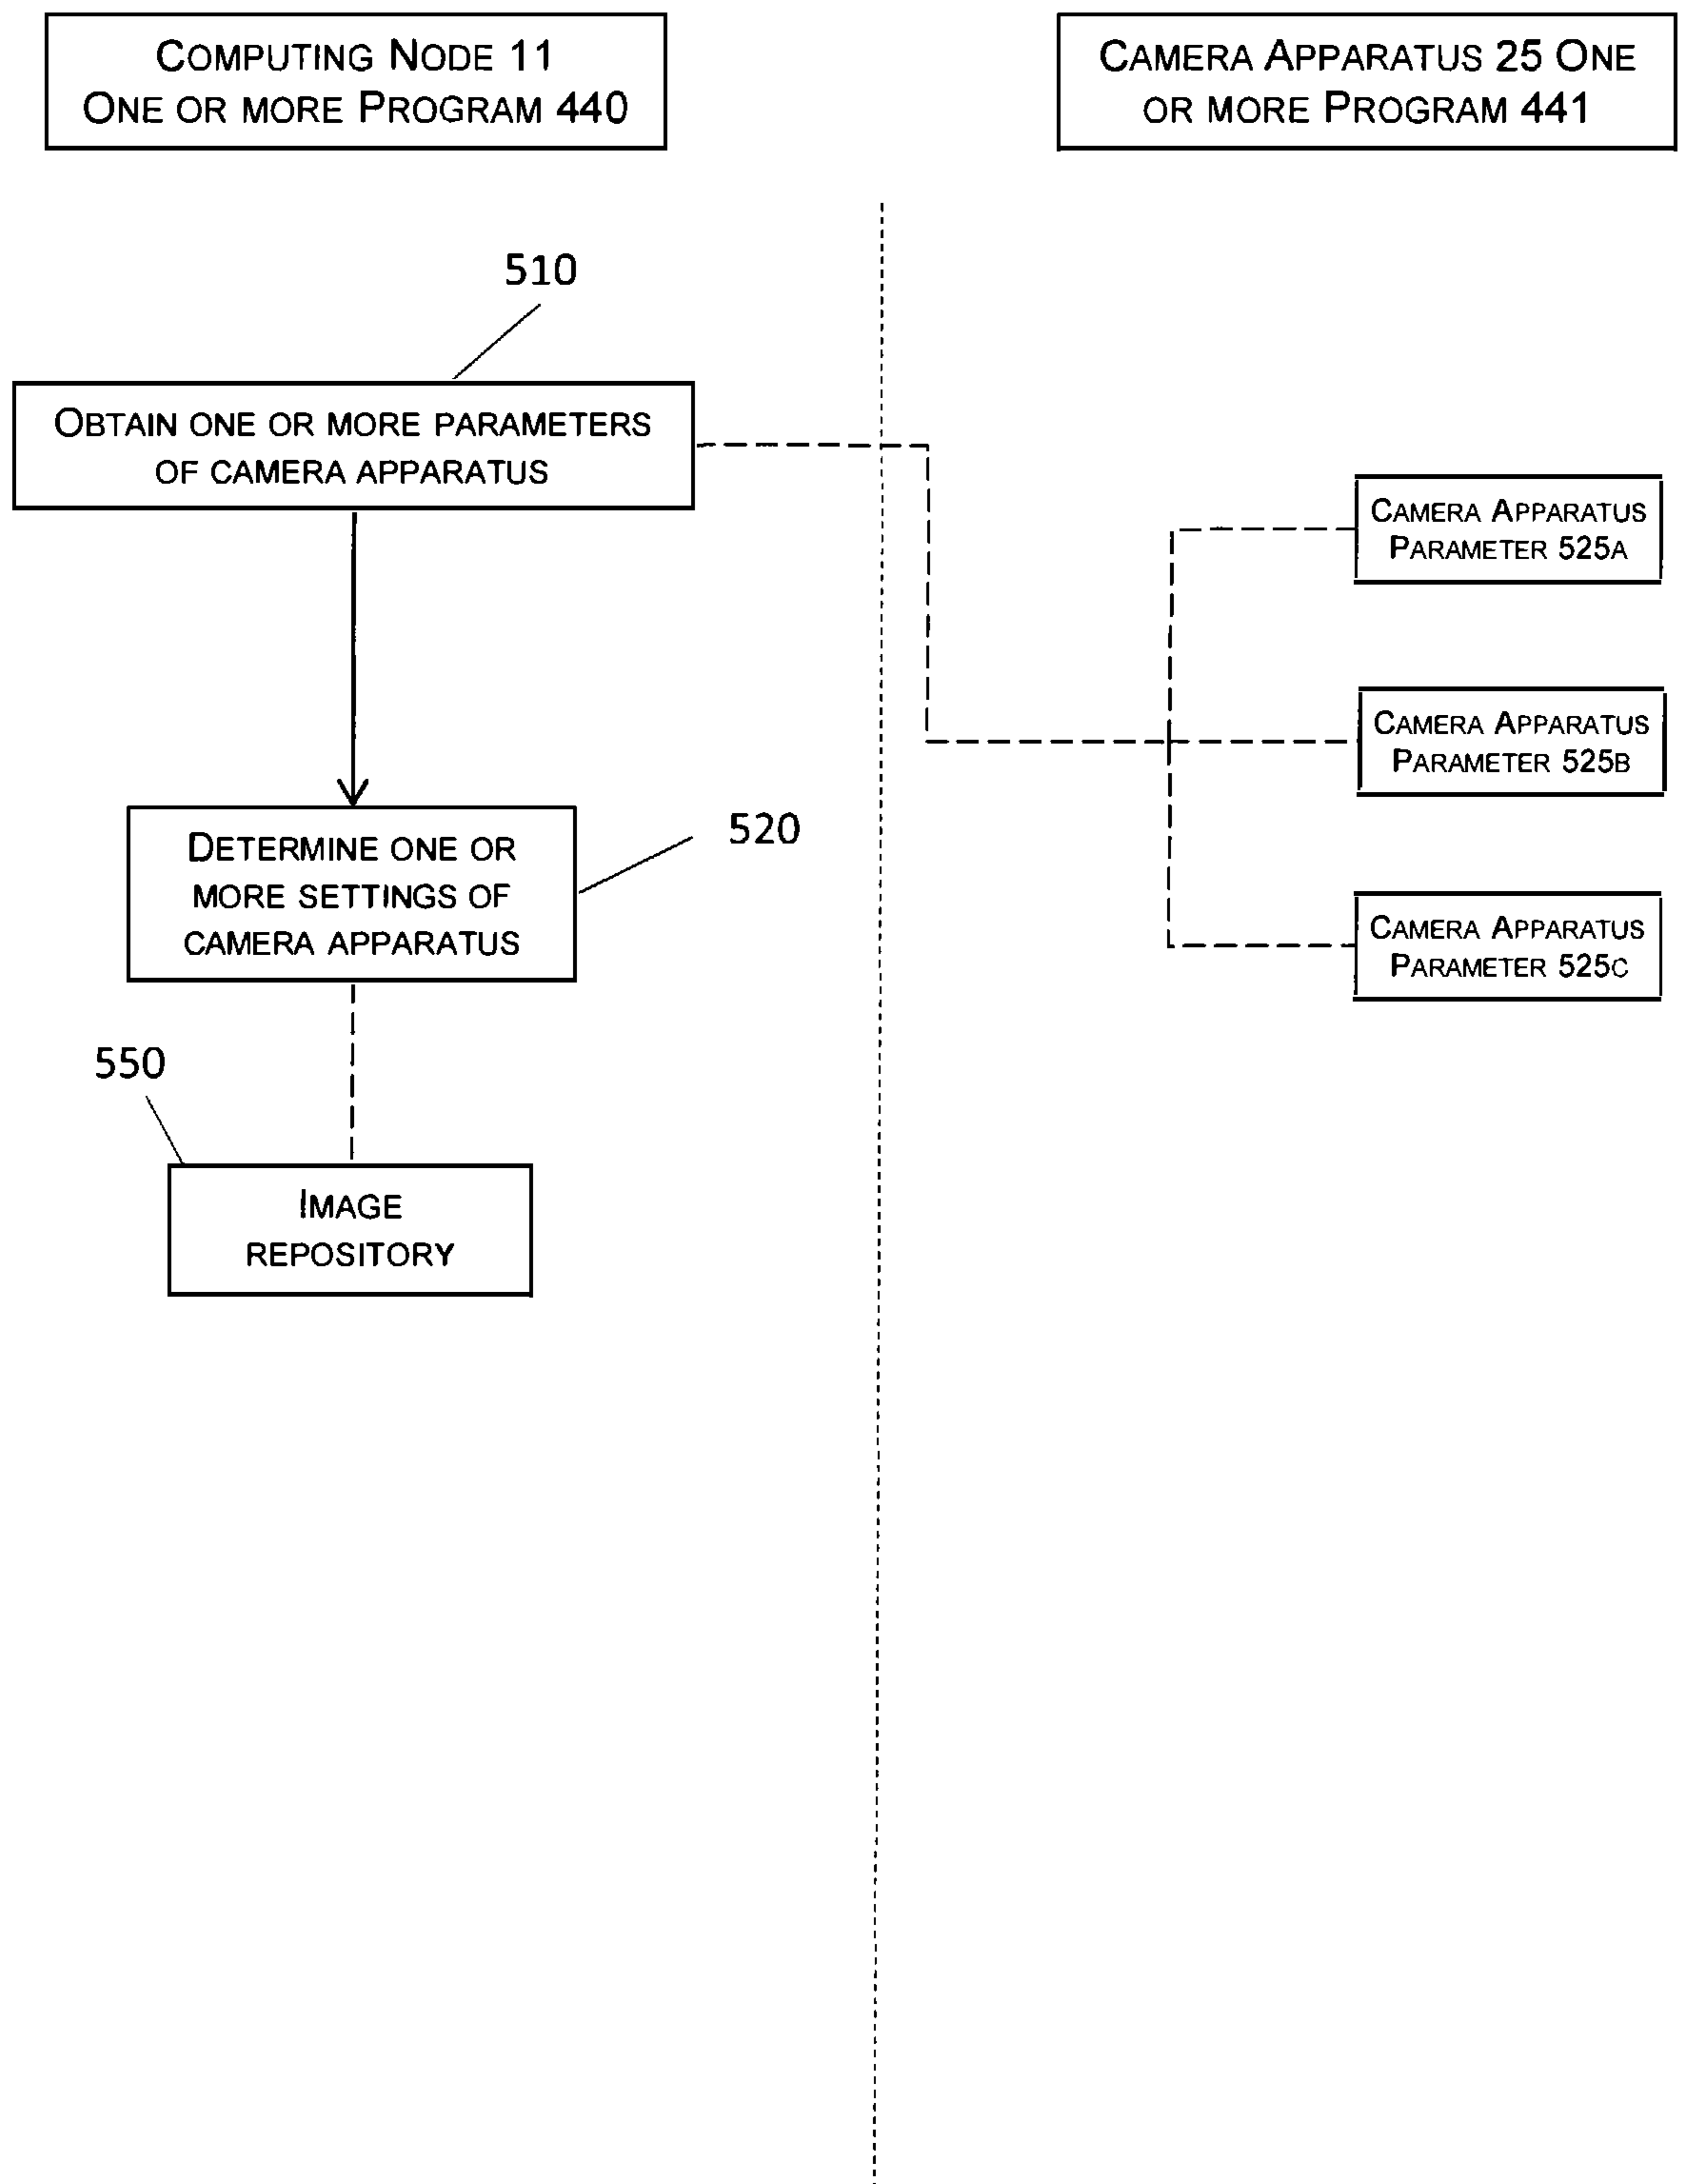 Computing Node 11
One or more Program 440
Camera Apparatus 25 One
or more Program 441
510
Obtain one or more parameters
of camera apparatus
Camera Apparatus
Parameter 525a
Camera Apparatus
Parameter 525b
Determine one or
more settings of
camera apparatus
520
Camera Apparatus
Parameter 525c
550
Image
repository